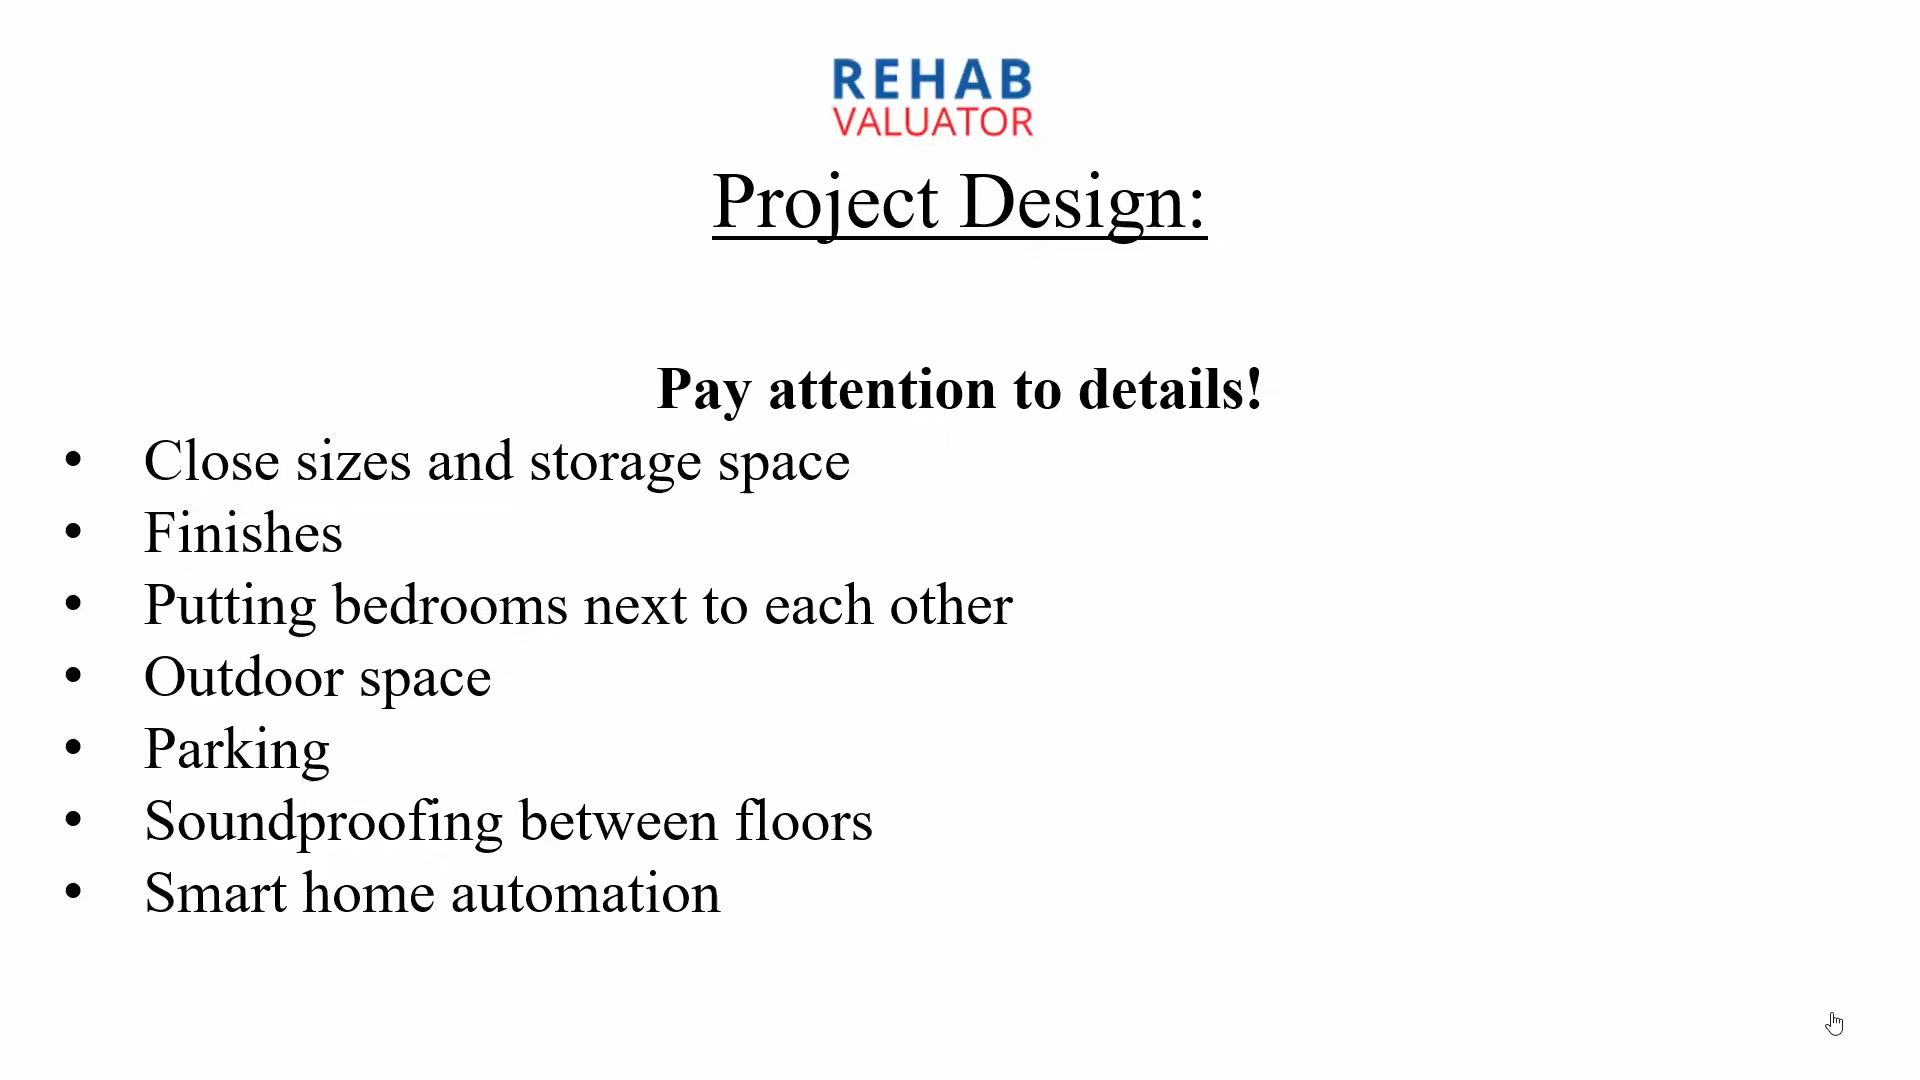 REHAB
VALUATOR
Project Design:
Pay attention to details!
• Close sizes and storage space
• Finishes
• Putting bedrooms next to each other
• Outdoor space
• Parking
• Soundproofing between floors
• Smart home automation